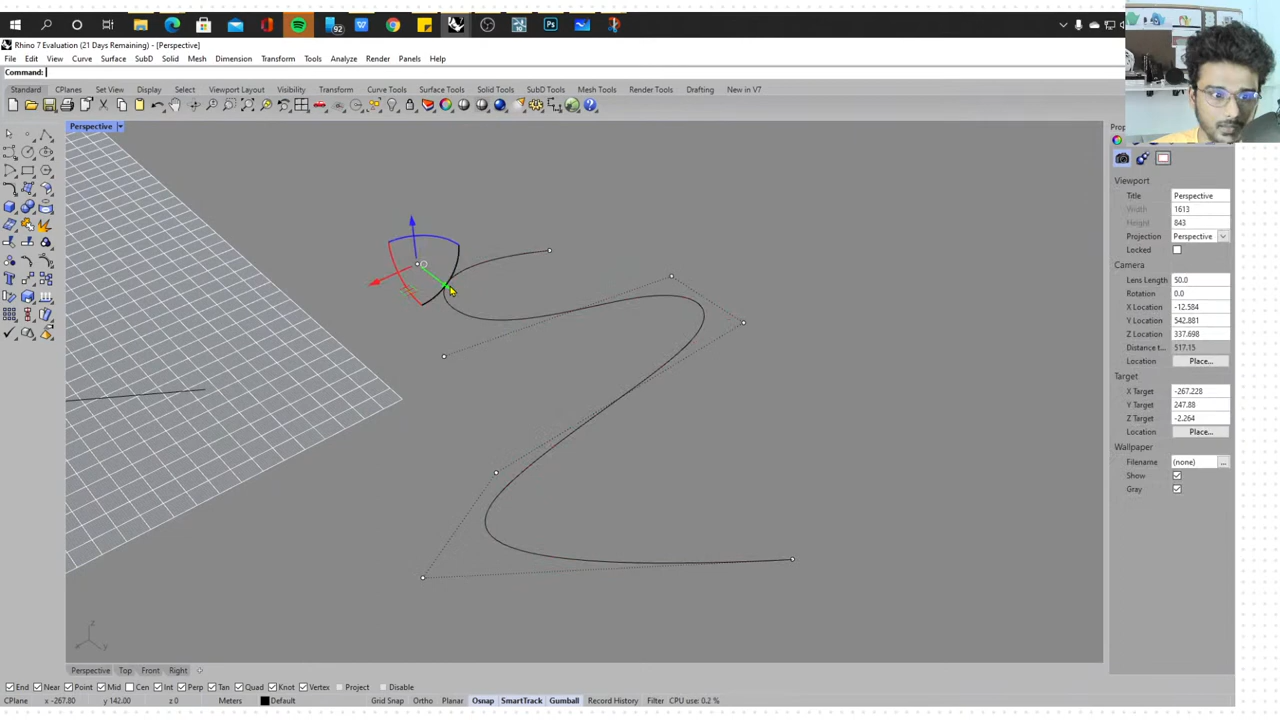 92
Ps
Rhino 7 Evaluation (21 Days Remaining) - [Perspective]
File Edit View Curve Surface SubD Solid Mesh Dimension Transform Tools Analyze Render Panels Help
Command:
Standard CPlanes Set View Display Select Viewport Layout Visibility Transform Curve Tools Surface Tools Solid Tools SubD Tools Mesh Tools Render Tools Drafting New in V7
Perspective
Prop
Viewport
Title Perspective
Width 1613
Height 843
Projection Perspective
Locked
Camera
Lens Length 50.0
Rotation 0.0
X Location -12.584
Y Location 542.881
Z Location 337.698
Distance t... 517.15
Location Place...
Target
X Target -267.228
Y Target 247.88
Z Target -2.264
Location Place...
Wallpaper
Filename (none) ...
Show
Gray
z
x y
Perspective Top Front Right
End Near Point Mid Cen Int Perp Tan Quad Knot Vertex Project Disable
CPlane x -267.80 y 142.00 z 0 Meters Default Grid Snap Ortho Planar Osnap SmartTrack Gumball Record History Filter CPU use: 0.2 %